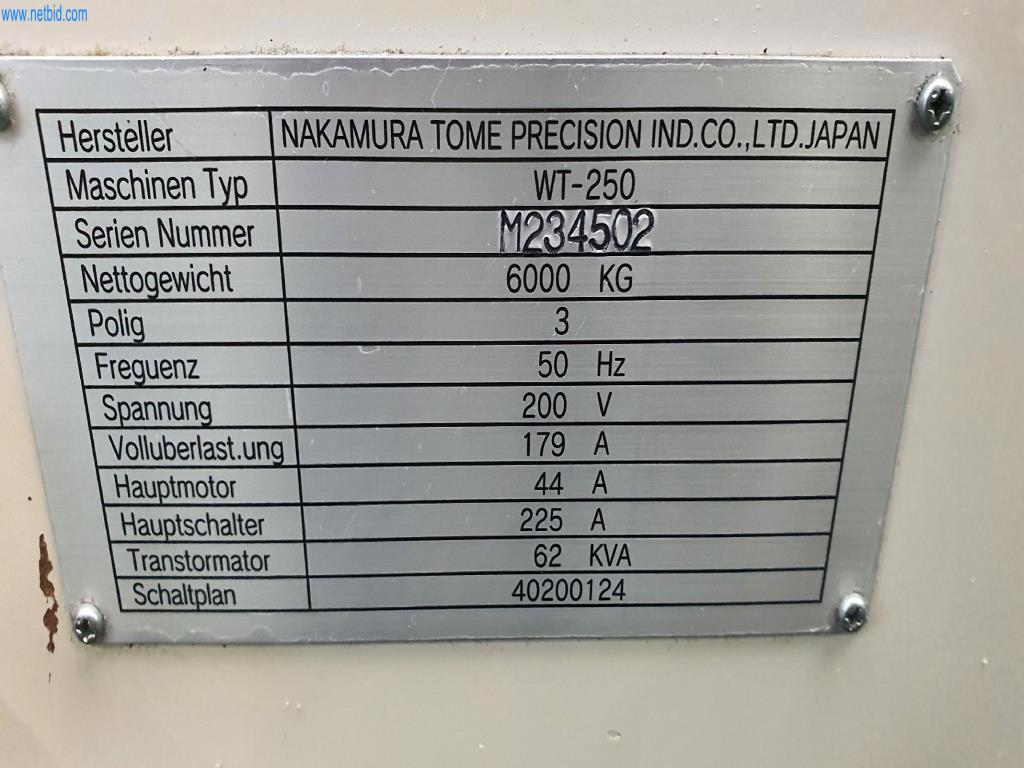 www.netbid.com
Hersteller NAKAMURA TOME PRECISION IND.CO.,LTD.JAPAN
Maschinen Typ WT-250
Serien Nummer M234502
Nettogewicht 6000 KG
Polig 3
Freguenz 50 Hz
Spannung 200 V
Volluberlast.ung 179 A
Hauptmotor 44 A
Hauptschalter 225 A
Transtormator 62 KVA
Schaltplan 40200124